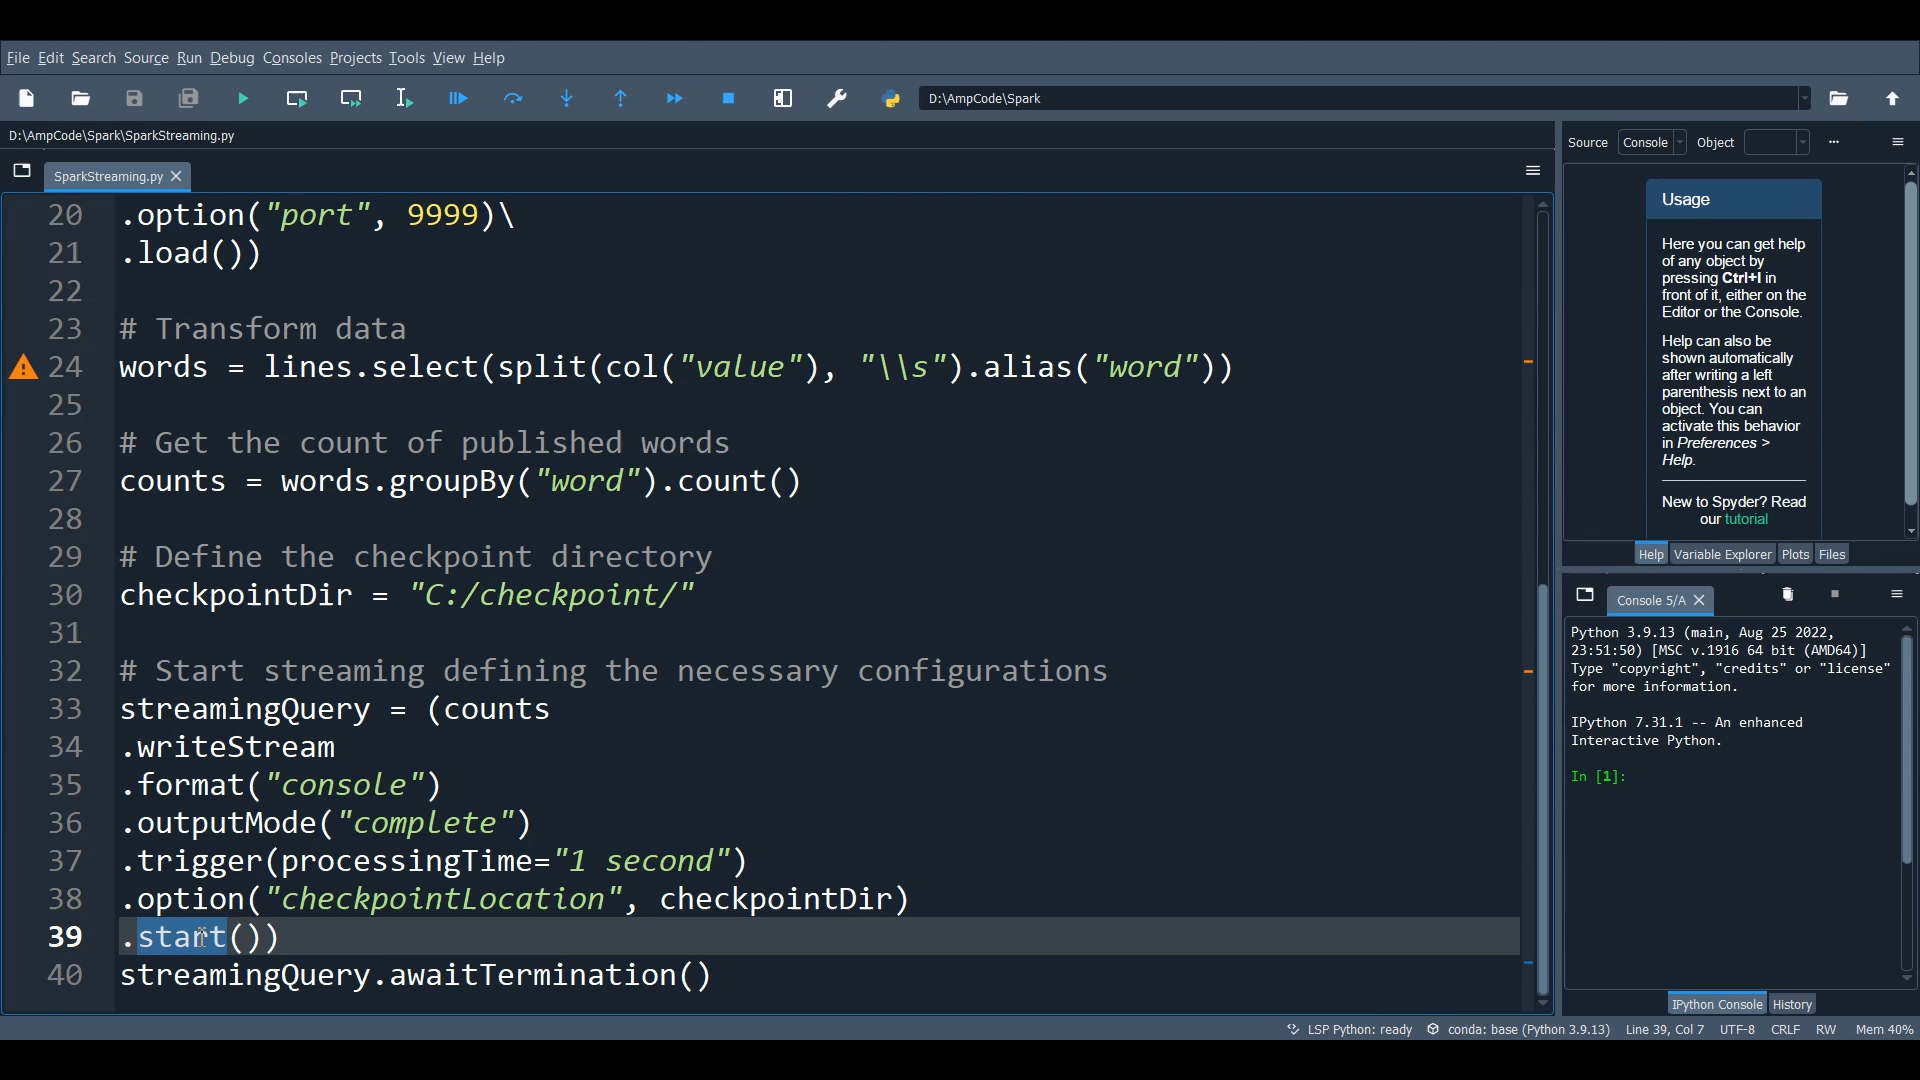 File Edit Search Source Run Debug Consoles Projects Tools View Help
D:\AmpCode\Spark
D:\AmpCode\Spark\SparkStreaming.py
SparkStreaming.py
20 .option("port", 9999)\
21 .load())
22
23 # Transform data
24 words = lines.select(split(col("value"), "\\s").alias("word"))
25
26 # Get the count of published words
27 counts = words.groupBy("word").count()
28
29 # Define the checkpoint directory
30 checkpointDir = "C:/checkpoint/"
31
32 # Start streaming defining the necessary configurations
33 streamingQuery = (counts
34 .writeStream
35 .format("console")
36 .outputMode("complete")
37 .trigger(processingTime="1 second")
38 .option("checkpointLocation", checkpointDir)
39 .start())
40 streamingQuery.awaitTermination()
Source Console Object
Usage
Here you can get help
of any object by
pressing Ctrl+I in
front of it, either on the
Editor or the Console.
Help can also be
shown automatically
after writing a left
parenthesis next to an
object. You can
activate this behavior
in Preferences >
Help.
New to Spyder? Read
our tutorial
Help Variable Explorer Plots Files
Console 5/A
Python 3.9.13 (main, Aug 25 2022,
23:51:50) [MSC v.1916 64 bit (AMD64)]
Type "copyright", "credits" or "license"
for more information.
IPython 7.31.1 -- An enhanced
Interactive Python.
In [1]:
IPython Console History
LSP Python: ready conda: base (Python 3.9.13) Line 39, Col 7 UTF-8 CRLF RW Mem 40%